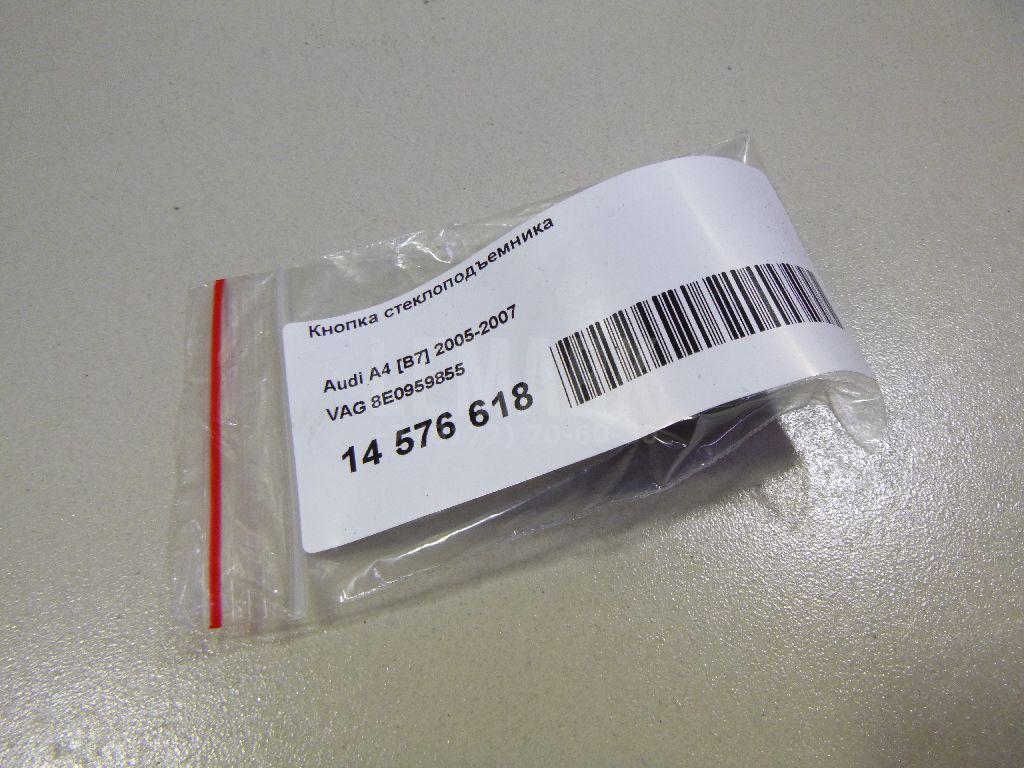 Кнопка стеклоподъемника
Audi A4 [B7] 2005-2007
VAG 8E0959855
14 576 618